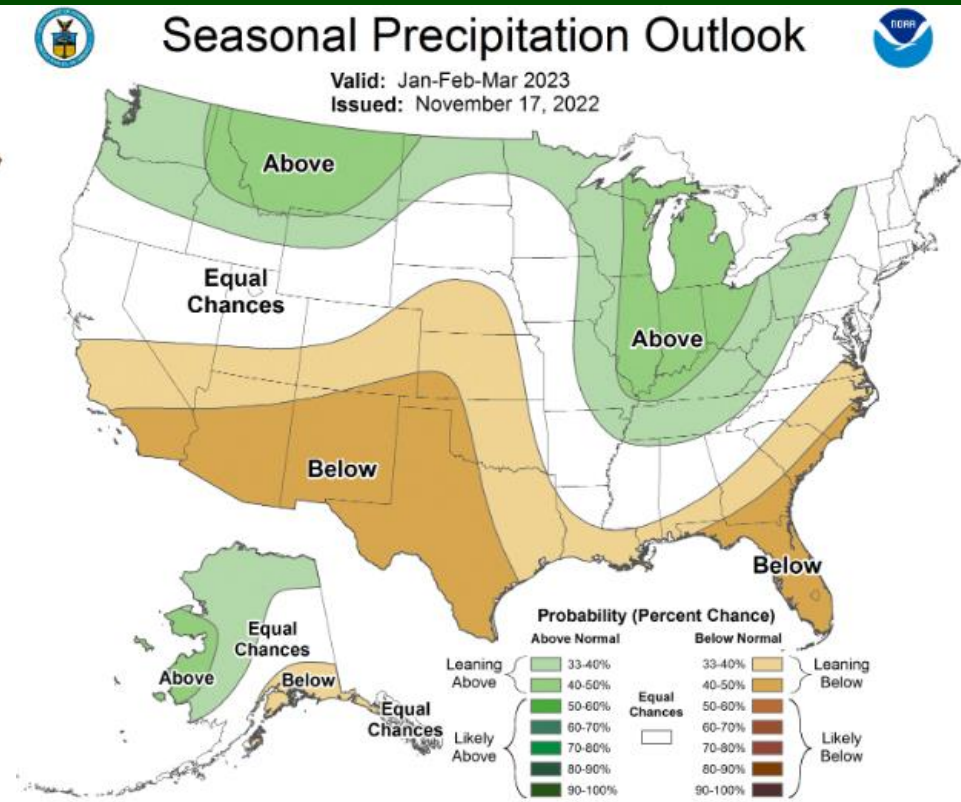 Seasonal Precipitation Outlook
NOAA
Valid: Jan-Feb-Mar 2023
Issued: November 17, 2022
Above
Equal
Chances
Above
Below
Below
Equal
Chances
Above
Below
Equal
Chances
Probability (Percent Chance)
Above Normal
Below Normal
Leaning
Above
33-40%
40-50%
Likely
Above
50-60%
60-70%
70-80%
80-90%
90-100%
Equal
Chances
33-40%
40-50%
Leaning
Below
50-60%
60-70%
70-80%
80-90%
90-100%
Likely
Below